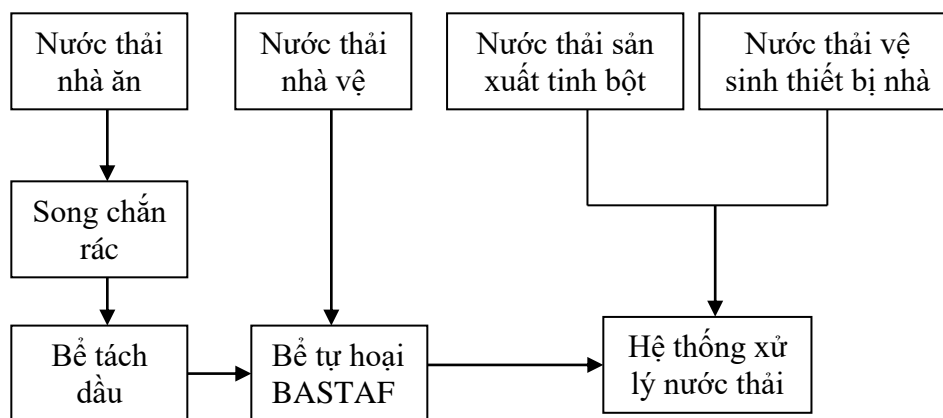 Nước thải
nhà ăn
Nước thải
nhà vệ
Nước thải sản
xuất tinh bột
Nước thải vệ
sinh thiết bị nhà
Song chắn
rác
Bể tách
dầu
Bể tự hoại
BASTAF
Hệ thống xử
lý nước thải